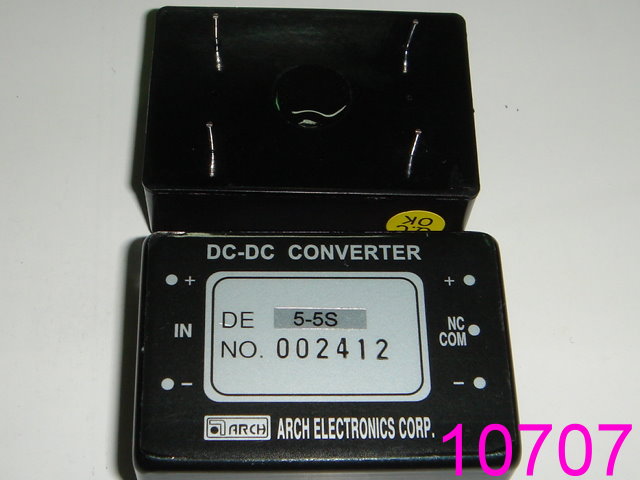 Q.C
OK
DC-DC CONVERTER
+ +
DE 5-5S
IN NC
COM
NO. 002412
- -
ARCH ARCH ELECTRONICS CORP.
10707